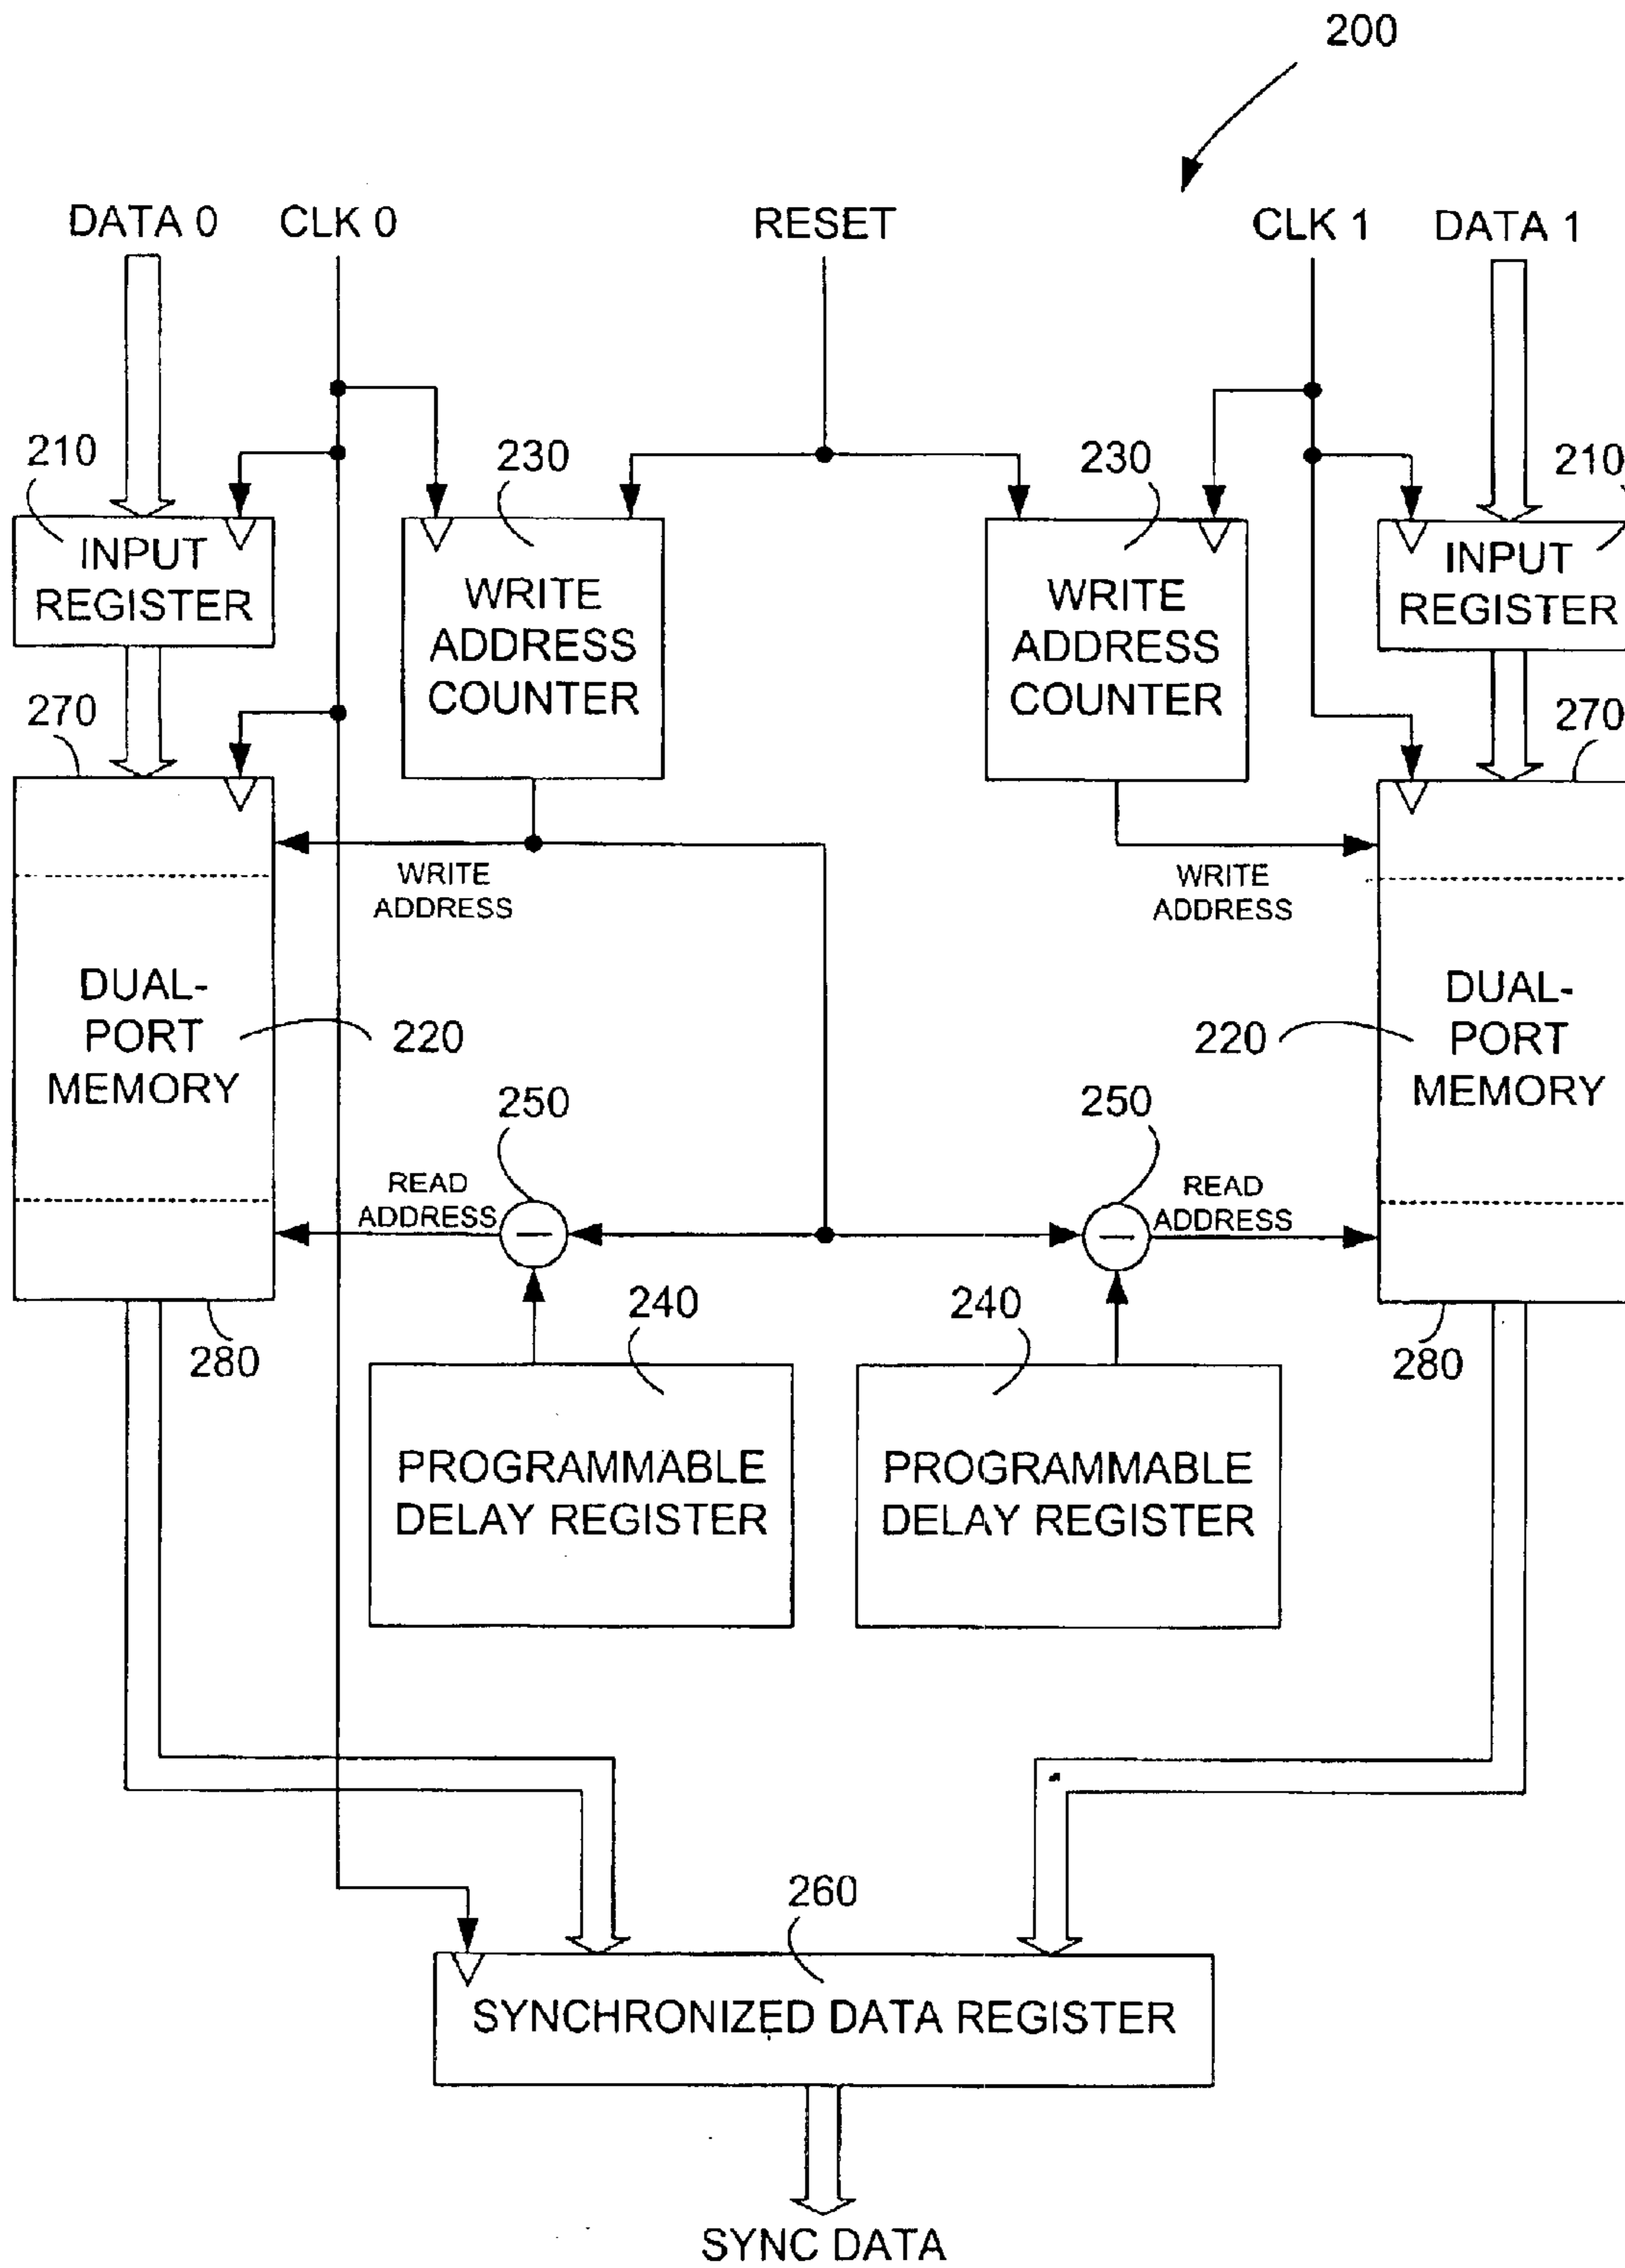 200
DATA 0
CLK 0
RESET
CLK 1
DATA 1
210
230
230
210
INPUT
REGISTER
WRITE
ADDRESS
COUNTER
WRITE
ADDRESS
COUNTER
INPUT
REGISTER
270
270
WRITE
ADDRESS
WRITE
ADDRESS
DUAL-
PORT
MEMORY
220
220
DUAL-
PORT
MEMORY
250
250
READ
ADDRESS
READ
ADDRESS
240
240
280
280
PROGRAMMABLE
DELAY REGISTER
PROGRAMMABLE
DELAY REGISTER
260
SYNCHRONIZED DATA REGISTER
SYNC DATA